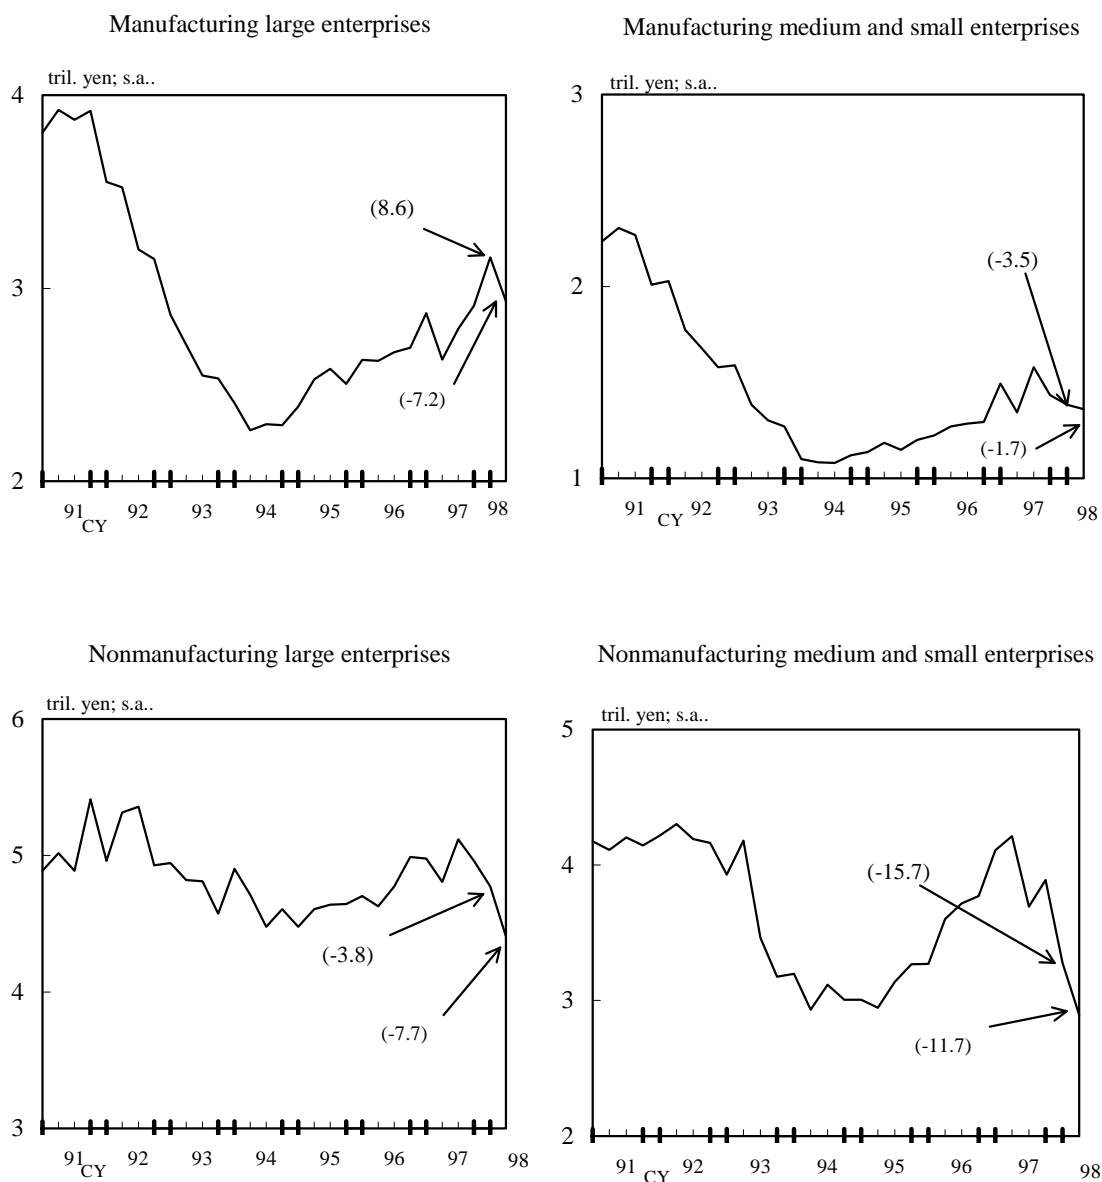 Manufacturing large enterprises
tril. yen; s.a..
4
3
2
(8.6)
(-7.2)
91 CY 92 93 94 95 96 97 98
Manufacturing medium and small enterprises
tril. yen; s.a..
3
2
1
(-3.5)
(-1.7)
91 CY 92 93 94 95 96 97 98
Nonmanufacturing large enterprises
tril. yen; s.a..
6
5
4
3
(-3.8)
(-7.7)
91 CY 92 93 94 95 96 97 98
Nonmanufacturing medium and small enterprises
tril. yen; s.a..
5
4
3
2
(-15.7)
(-11.7)
91 CY 92 93 94 95 96 97 98